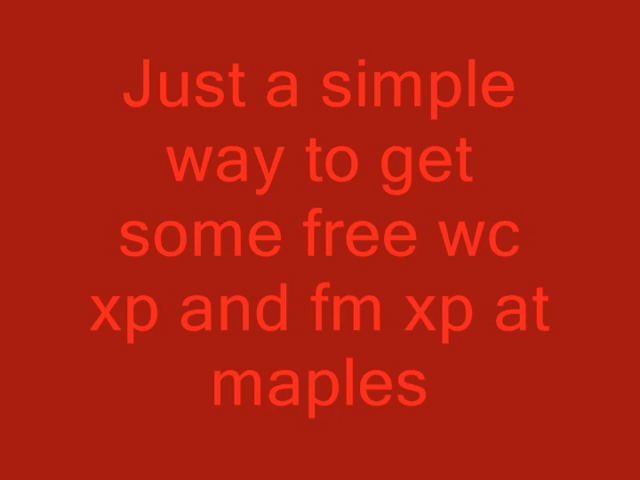 Just a simple
way to get
some free wc
xp and fm xp at
maples